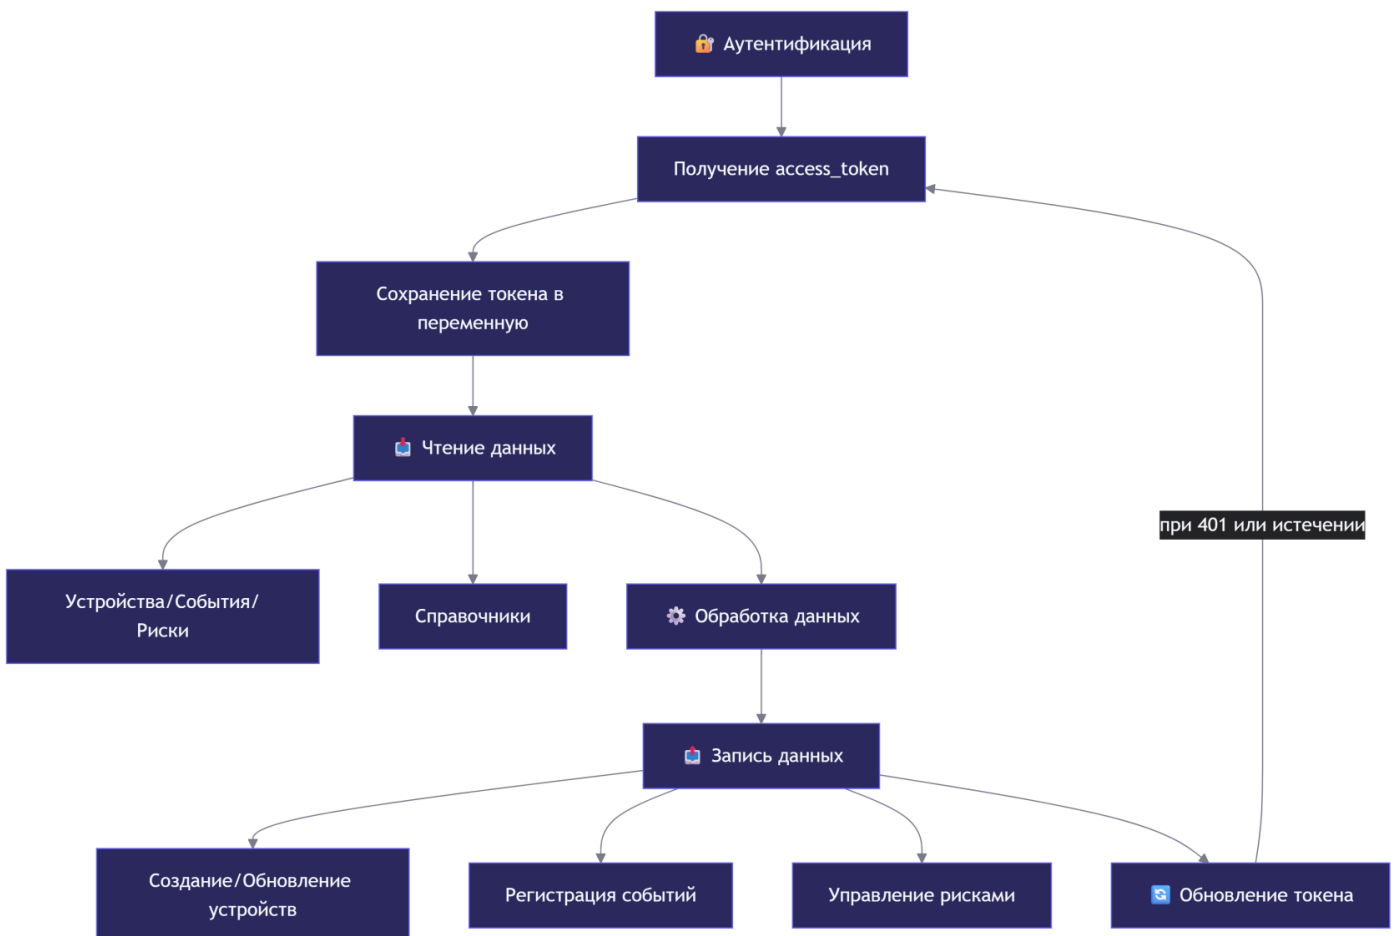 Аутентификация
Получение access_token
Сохранение токена в
переменную
Чтение данных
при 401 или истечении
Устройства/События/
Риски
Справочники
Обработка данных
Запись данных
Создание/Обновление
устройств
Регистрация событий
Управление рисками
Обновление токена